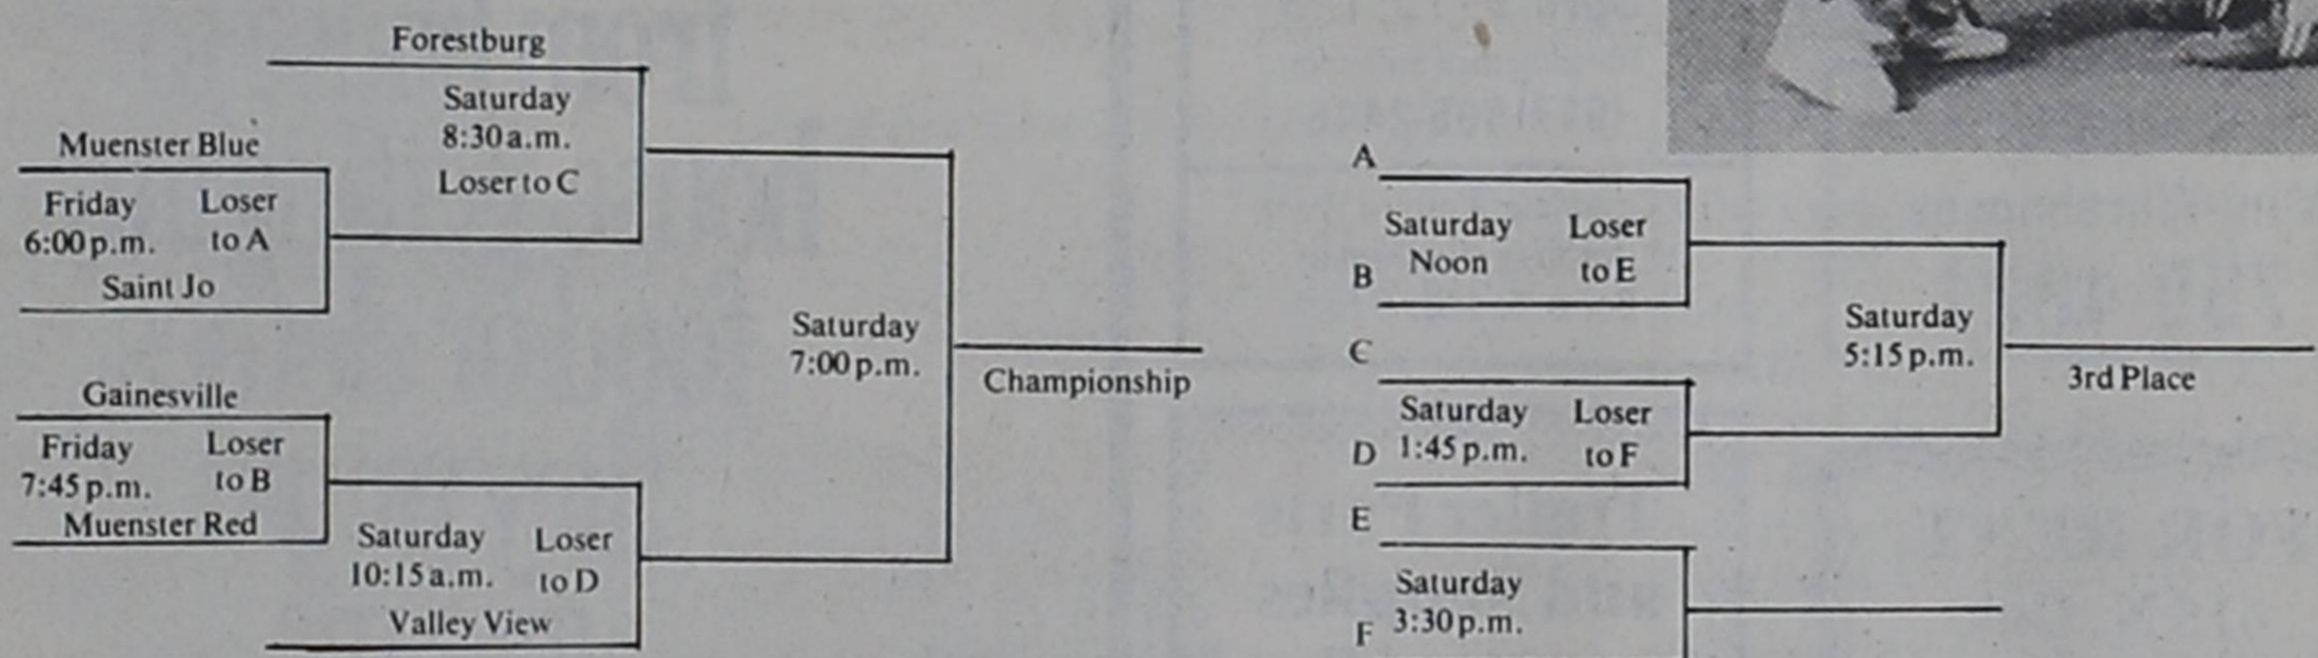 Forestburg
Saturday
8:30 a.m.
Loser to C
Muenster Blue
Friday Loser
6:00 p.m. to A
Saint Jo
Gainesville
Friday Loser
7:45 p.m. to B
Muenster Red
Saturday Loser
10:15 a.m. to D
Valley View
Saturday
7:00 p.m.
Championship
A
Saturday Loser
B Noon to E
C
Saturday Loser
D 1:45 p.m. to F
Saturday
5:15 p.m.
3rd Place
E
Saturday
F 3:30 p.m.